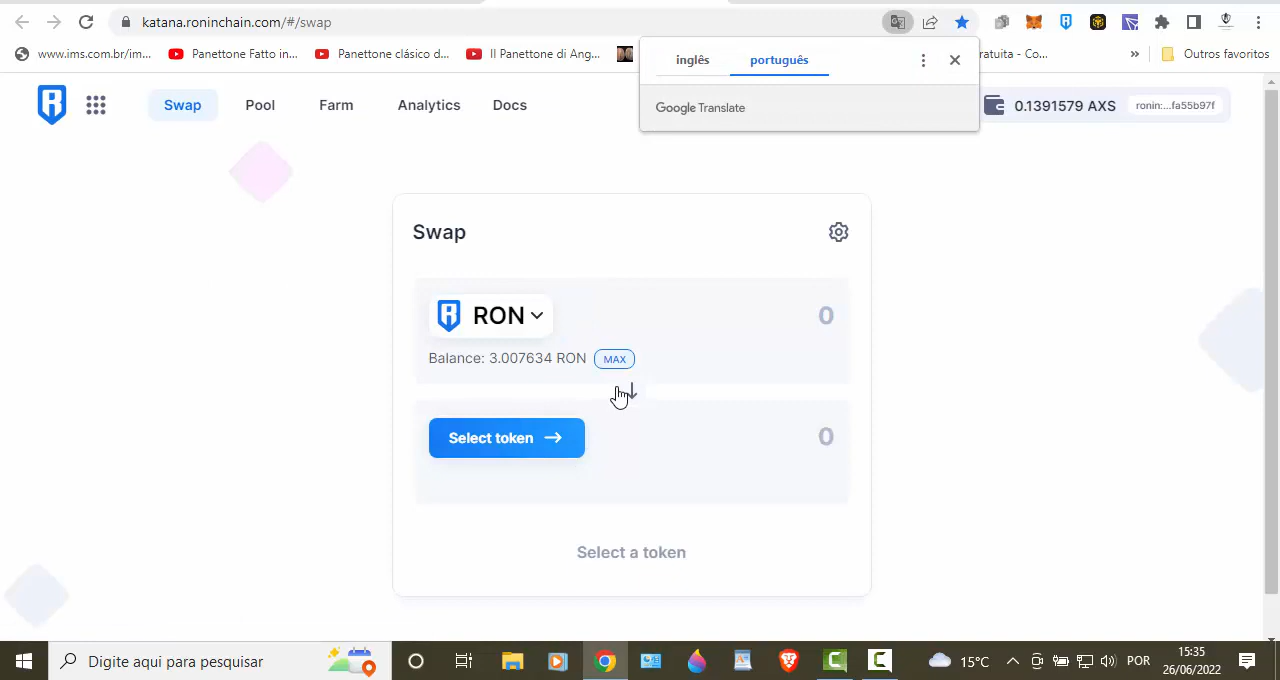 katana.roninchain.com/#/swap
www.ims.com.br/im...
Panettone Fatto in...
Panettone clásico d...
Il Panettone di Ang...
ratuita - Co...
»
Outros favoritos
inglês
português
Google Translate
Swap
Pool
Farm
Analytics
Docs
0.1391579 AXS
ronin:...fa55b97f
Swap
RON
0
Balance: 3.007634 RON
MAX
Select token
0
Select a token
Digite aqui para pesquisar
15°C
POR
15:35
26/06/2022